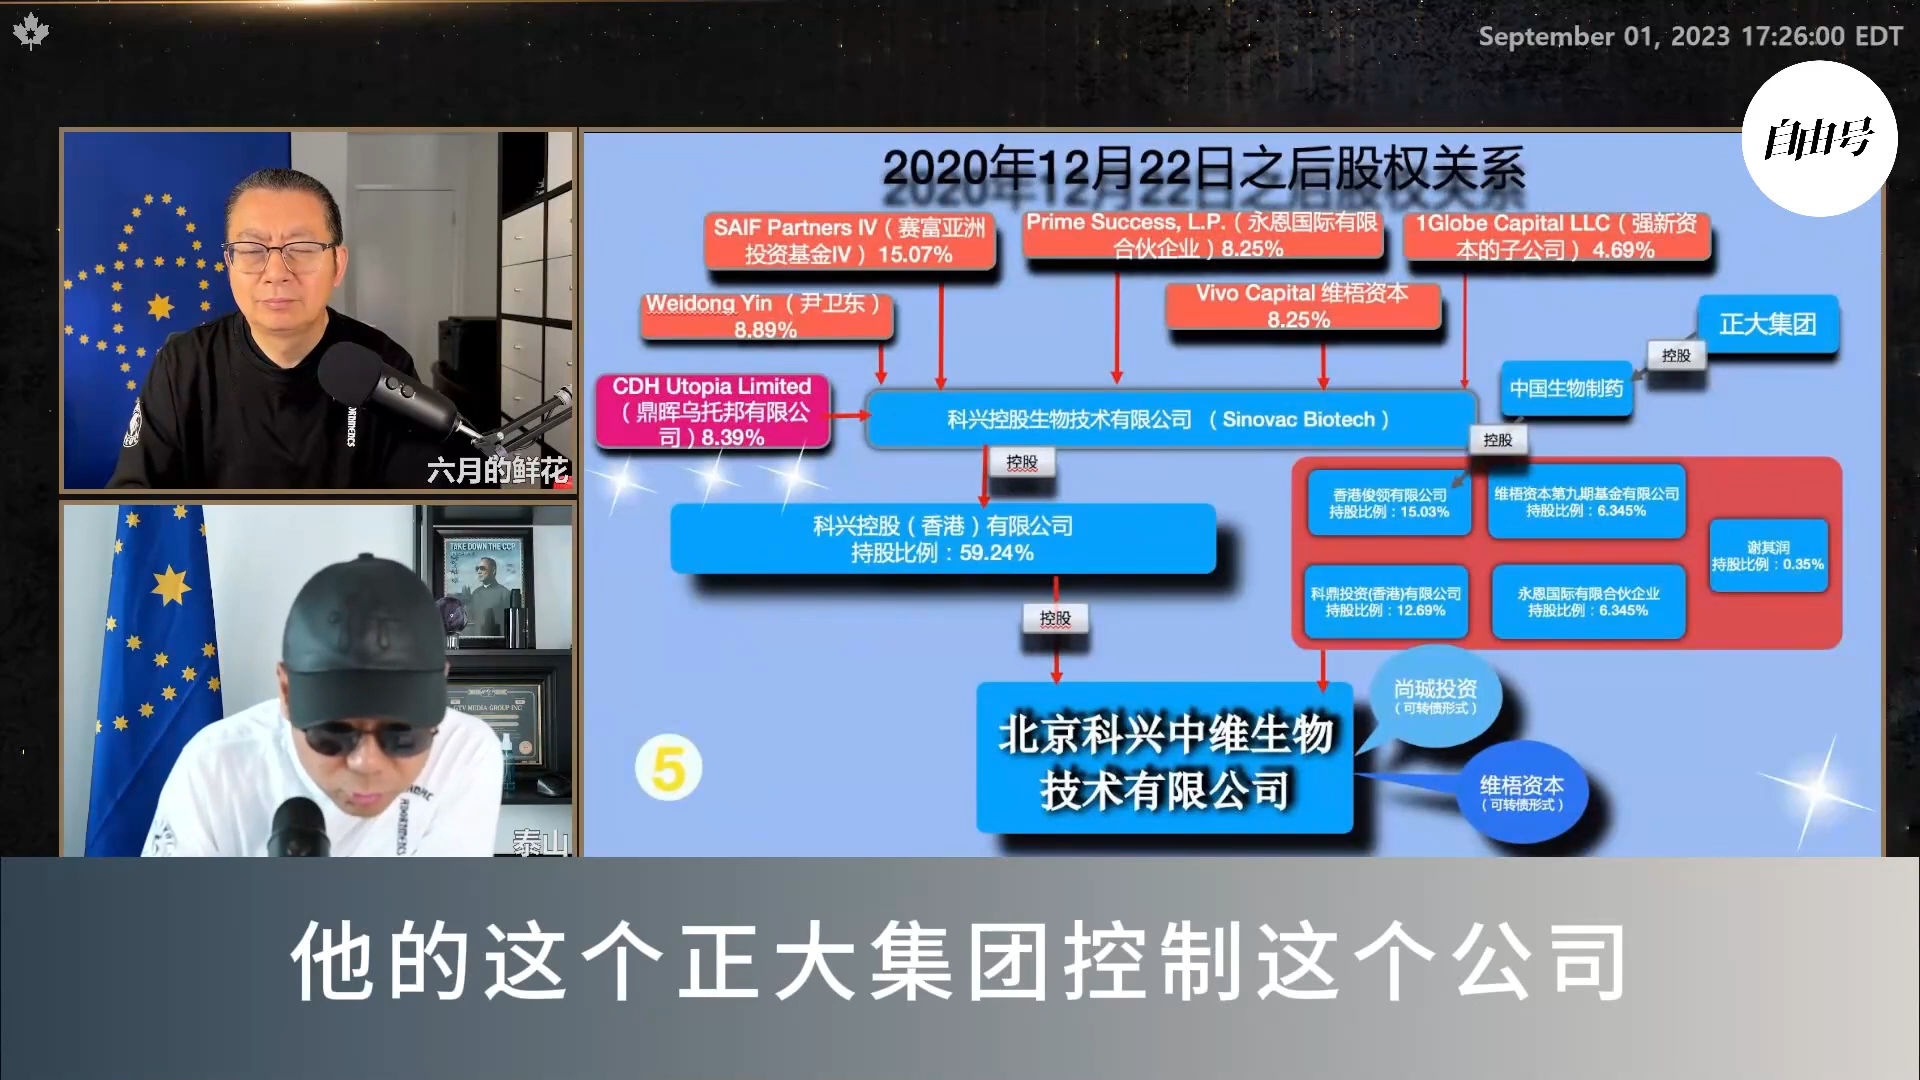 September 01, 2023 17:26:00 EDT
自由号
2020年12月22日之后股权关系
SAIF Partners IV（赛富亚洲
投资基金IV ） 15.07%
Prime Success, L.P.（永恩国际有限
合伙企业）8.25%
1Globe Capital LLC（强新资
本的子公司） 4.69%
Weidong Yin （尹卫东）
8.89%
Vivo Capital 维梧资本
8.25%
正大集团
控股
中国生物制药
CDH Utopia Limited
（鼎晖乌托邦有限公
司）8.39%
科兴控股生物技术有限公司 （Sinovac Biotech）
控股
控股
香港俊领有限公司
持股比例：15.03%
维梧资本第九期基金有限公司
持股比例：6.345%
谢其润
持股比例：0.35%
科鼎投资(香港)有限公司
持股比例：12.69%
永恩国际有限合伙企业
持股比例：6.345%
科兴控股（香港）有限公司
持股比例：59.24%
控股
北京科兴中维生物
技术有限公司
尚珹投资
（可转债形式）
维梧资本
（可转债形式）
5
六月的鲜花
TAKE DOWN THE CCP
GTV MEDIA GROUP INC
泰山
他的这个正大集团控制这个公司